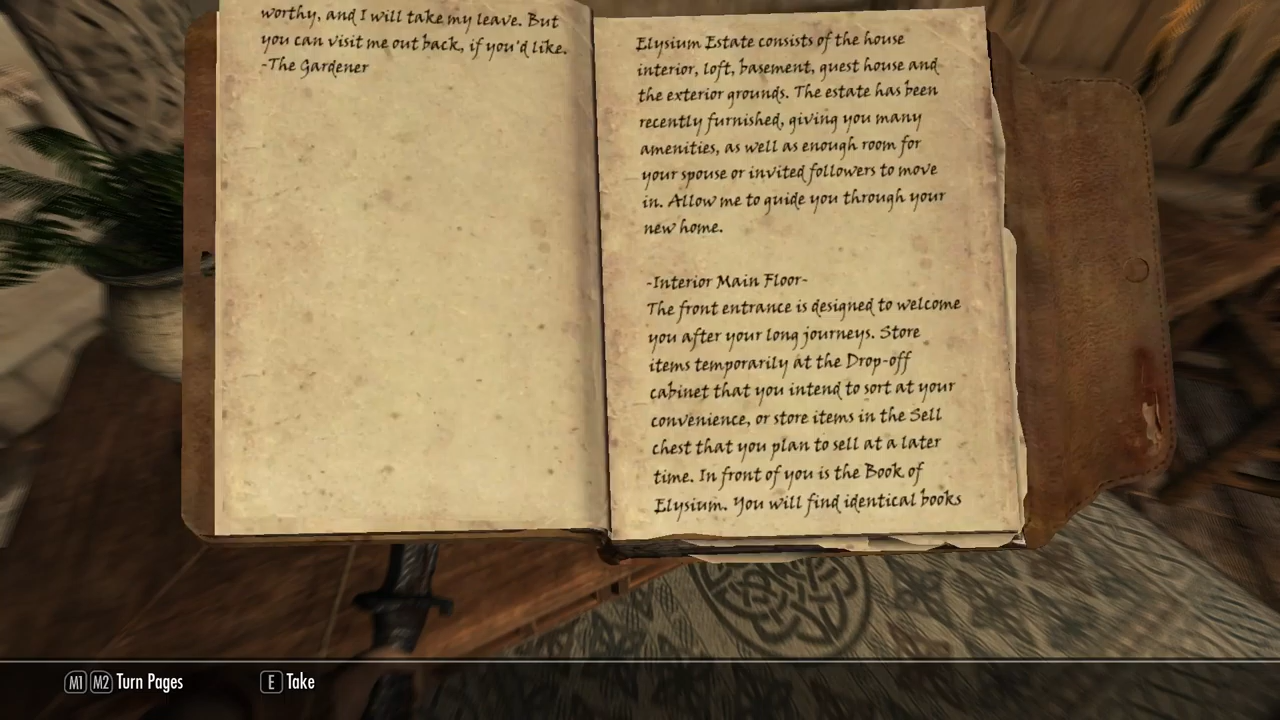 worthy, and I will take my leave. But
you can visit me out back, if you'd like.
-The Gardener
Elysium Estate consists of the house
interior, loft, basement, guest house and
the exterior grounds. The estate has been
recently furnished, giving you many
amenities, as well as enough room for
your spouse or invited followers to move
in. Allow me to guide you through your
new home.
-Interior Main Floor-
The front entrance is designed to welcome
you after your long journeys. Store
items temporarily at the Drop-off
cabinet that you intend to sort at your
convenience, or store items in the Sell
chest that you plan to sell at a later
time. In front of you is the Book of
Elysium. You will find identical books
M1 M2 Turn Pages
E Take